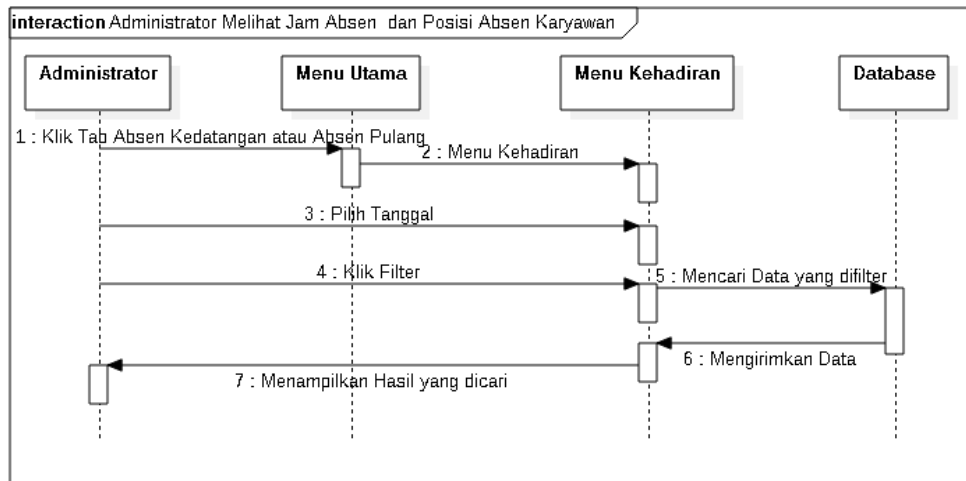 interaction Administrator Melihat Jam Absen dan Posisi Absen Karyawan
Administrator
Menu Utama
Menu Kehadiran
Database
1 : Klik Tab Absen Kedatangan atau Absen Pulang
2 : Menu Kehadiran
3 : Pilih Tanggal
4 : Klik Filter
5 : Mencari Data yang difilter
6 : Mengirimkan Data
7 : Menampilkan Hasil yang dicari